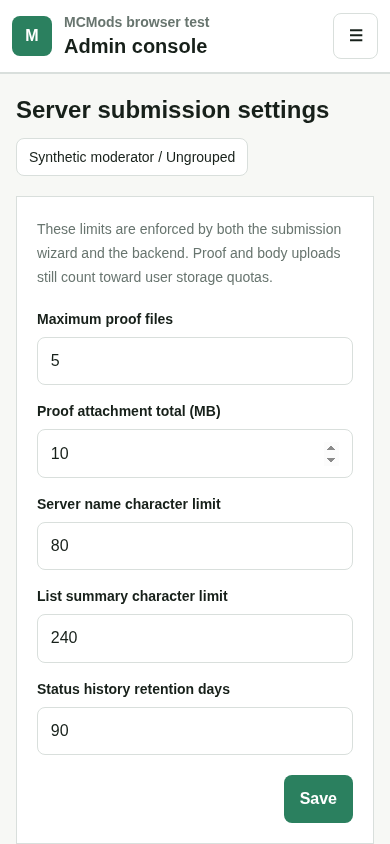 M
MCMods browser test
Admin console
☰
Server submission settings
Synthetic moderator / Ungrouped
These limits are enforced by both the submission
wizard and the backend. Proof and body uploads
still count toward user storage quotas.
Maximum proof files
5
Proof attachment total (MB)
10
Server name character limit
80
List summary character limit
240
Status history retention days
90
Save